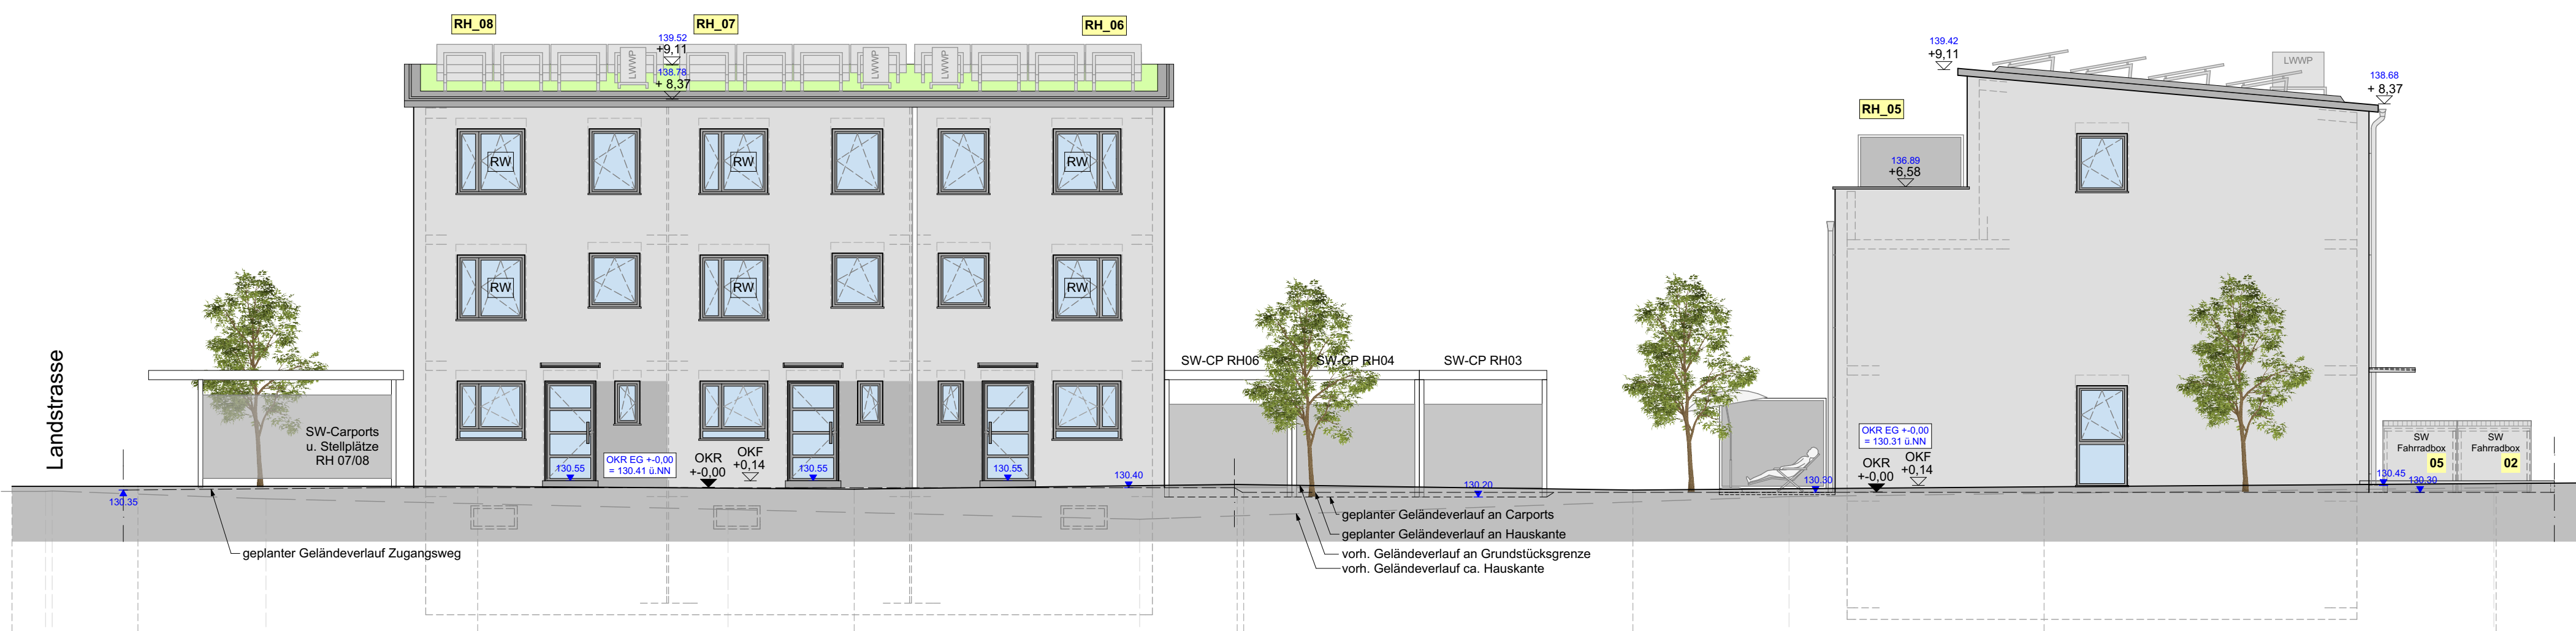 RH_08
RH_07
RH_06
139.52
+9,11
138.78
+ 8,37
LWWP
LWWP
LWWP
RW
RW
RW
RW
RW
RW
Landstrasse
SW-Carports
u. Stellplätze
RH 07/08
130.35
130.55
OKR EG +-0,00
= 130.41 ü.NN
OKR
+-0,00
OKF
+0,14
130.55
130.55
130.40
geplanter Geländeverlauf Zugangsweg
SW-CP RH06
SW-CP RH04
SW-CP RH03
130.20
geplanter Geländeverlauf an Carports
geplanter Geländeverlauf an Hauskante
vorh. Geländeverlauf an Grundstücksgrenze
vorh. Geländeverlauf ca. Hauskante
139.42
+9,11
LWWP
138.68
+ 8,37
RH_05
136.89
+6,58
OKR EG +-0,00
= 130.31 ü.NN
OKR
+-0,00
OKF
+0,14
130.30
SW
Fahrradbox
05
SW
Fahrradbox
02
130.45
130.30